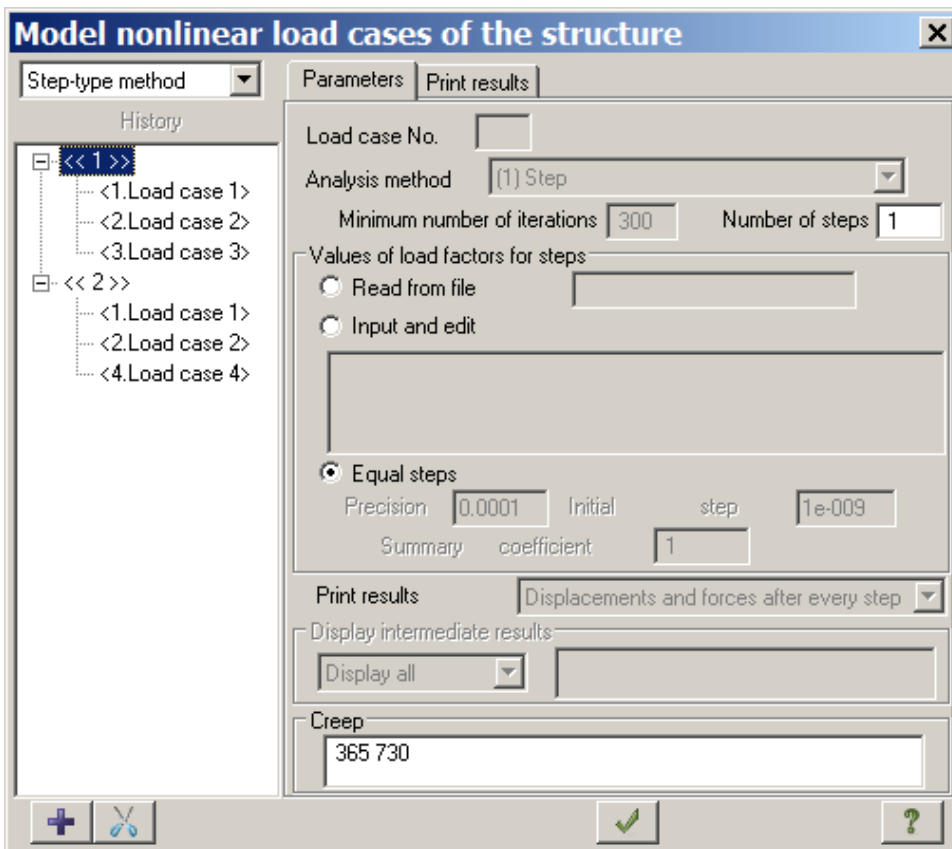 Model nonlinear load cases of the structure
Step-type method
History
<< 1 >>
<1.Load case 1>
<2.Load case 2>
<3.Load case 3>
<< 2 >>
<1.Load case 1>
<2.Load case 2>
<4.Load case 4>
Parameters Print results
Load case No.
Analysis method (1) Step
Minimum number of iterations 300 Number of steps 1
Values of load factors for steps
Read from file
Input and edit
Equal steps
Precision 0.0001 Initial step 1e-009
Summary coefficient 1
Print results Displacements and forces after every step
Display intermediate results
Display all
Creep
365 730
?